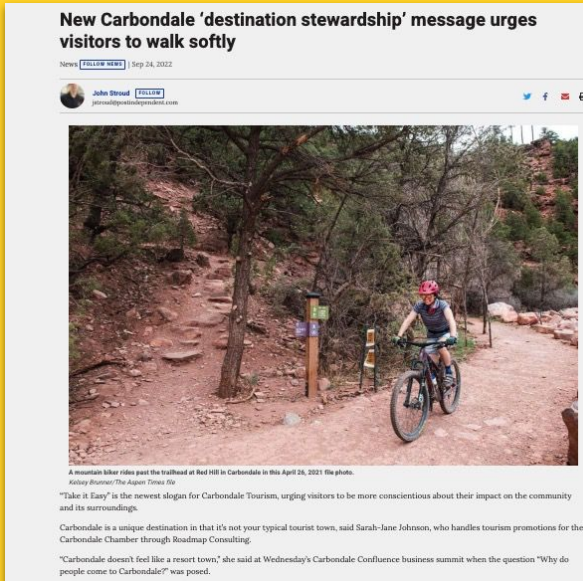 New Carbondale ‘destination stewardship’ message urges
visitors to walk softly
News FOLLOW NEWS | Sep 24, 2022
John Stroud FOLLOW
jstroud@postindependent.com
A mountain biker rides past the trailhead at Red Hill in Carbondale in this April 26, 2021 file photo.
Kelsey Brunner/The Aspen Times file
“Take it Easy” is the newest slogan for Carbondale Tourism, urging visitors to be more conscientious about their impact on the community
and its surroundings.
Carbondale is a unique destination in that it’s not your typical tourist town, said Sarah-Jane Johnson, who handles tourism promotions for the
Carbondale Chamber through Roadmap Consulting.
“Carbondale doesn’t feel like a resort town,” she said at Wednesday’s Carbondale Confluence business summit when the question “Why do
people come to Carbondale?” was posed.